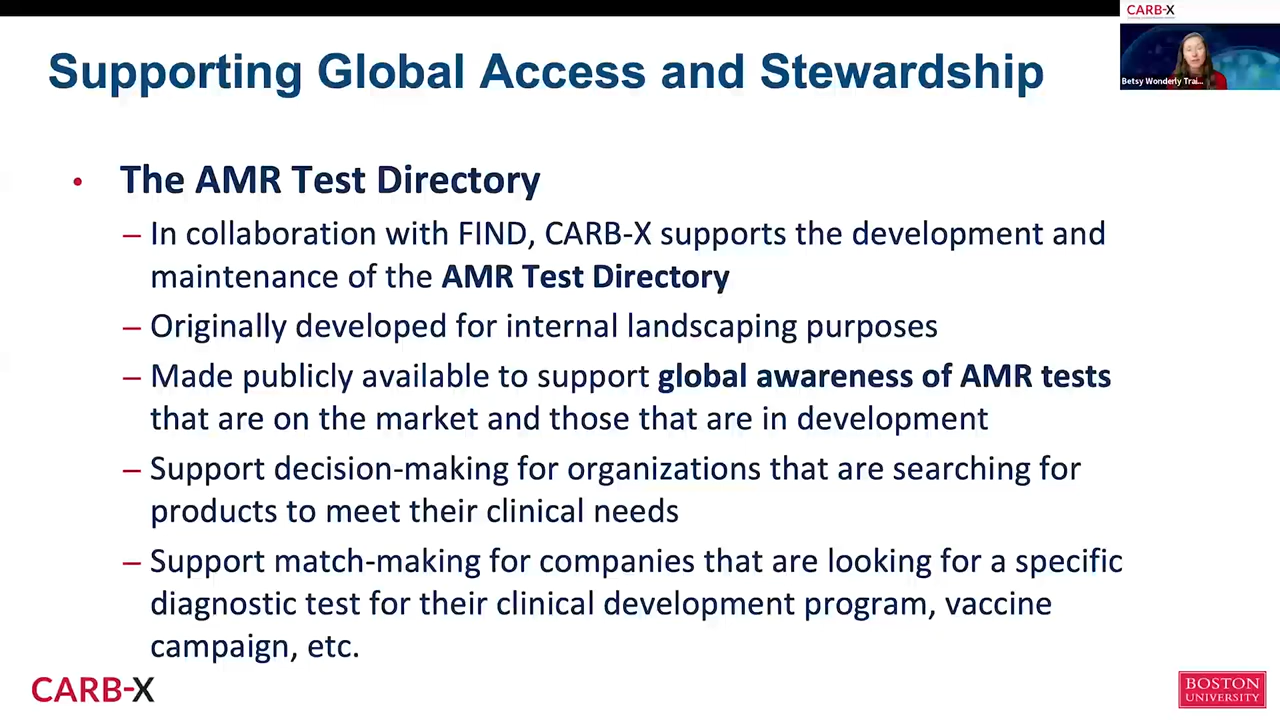 CARB-X
Supporting Global Access and Stewardship
Betsy Wonderly Trai...
• The AMR Test Directory
– In collaboration with FIND, CARB-X supports the development and
maintenance of the AMR Test Directory
– Originally developed for internal landscaping purposes
– Made publicly available to support global awareness of AMR tests
that are on the market and those that are in development
– Support decision-making for organizations that are searching for
products to meet their clinical needs
– Support match-making for companies that are looking for a specific
diagnostic test for their clinical development program, vaccine
campaign, etc.
CARB-X
BOSTON
UNIVERSITY